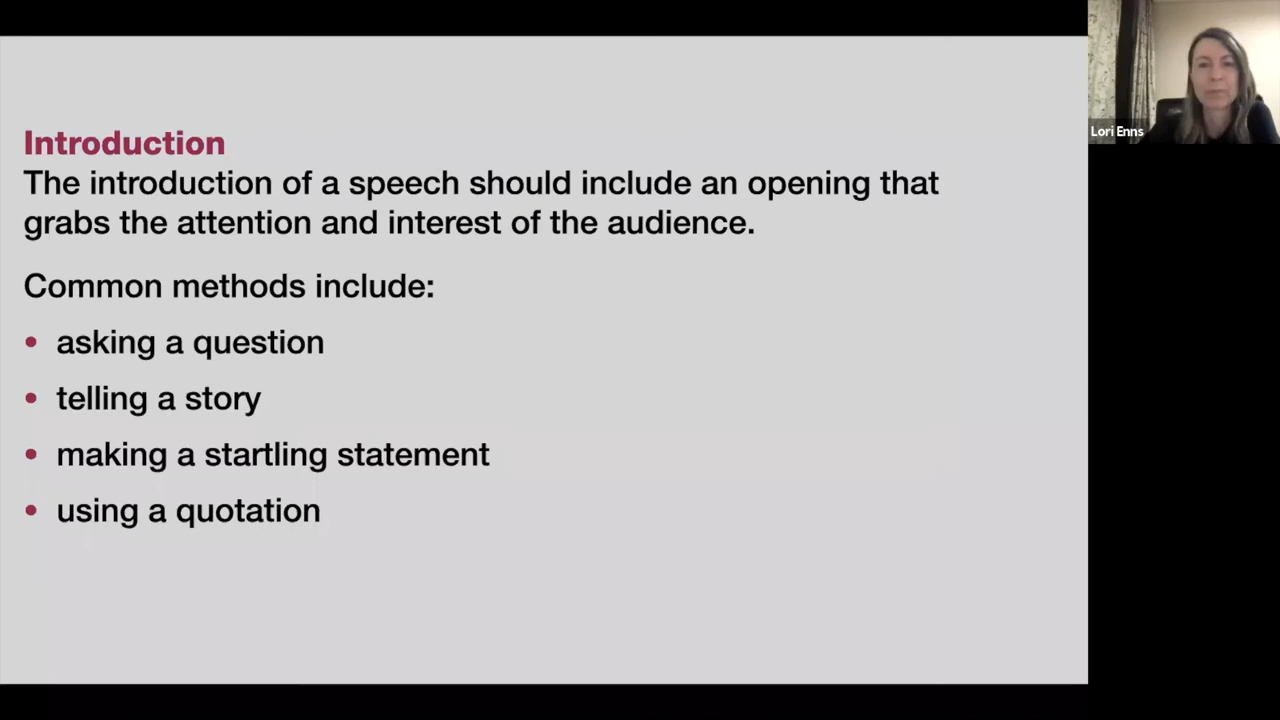 Introduction
The introduction of a speech should include an opening that
grabs the attention and interest of the audience.
Common methods include:
• asking a question
• telling a story
• making a startling statement
• using a quotation
Lori Enns